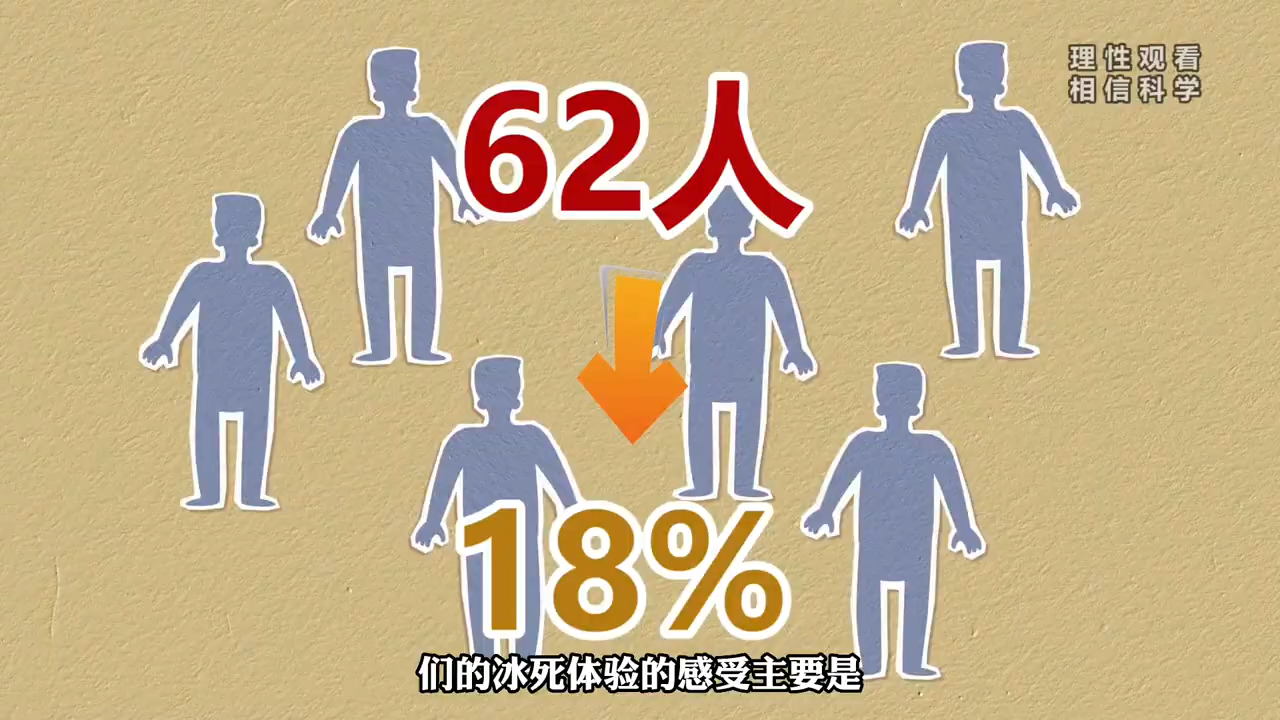 理性观看
相信科学
62人
18%
们的冰死体验的感受主要是